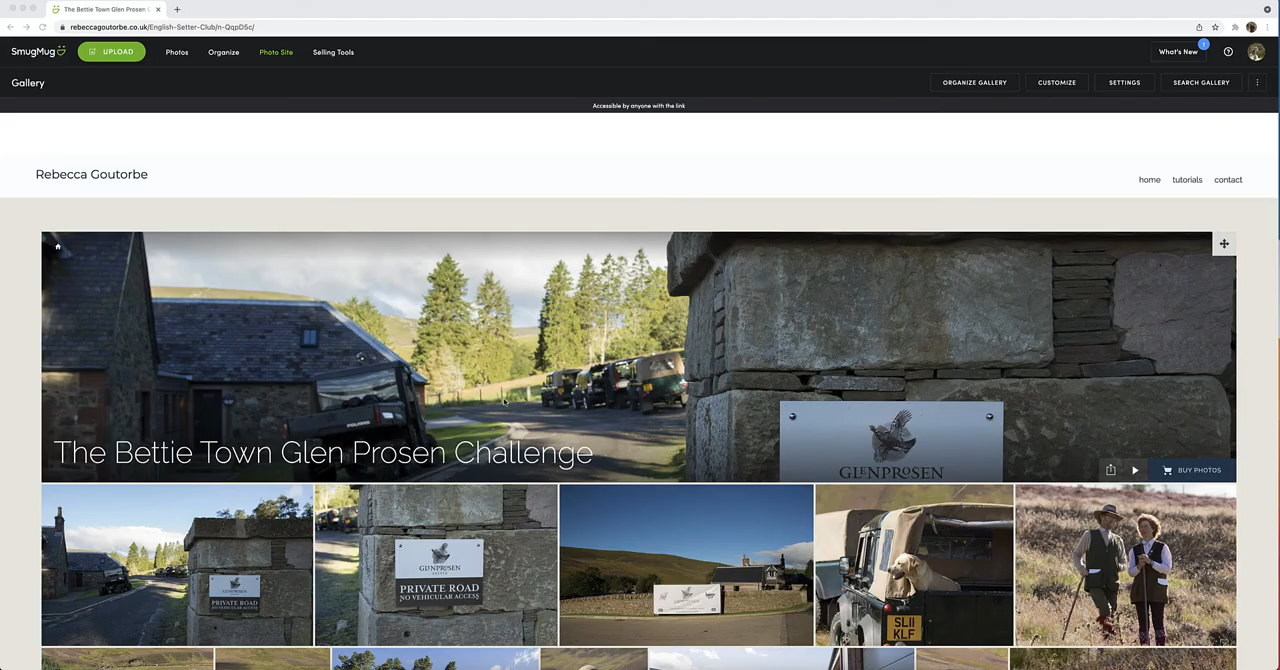 The Bettie Town Glen Prosen C
rebeccagoutorbe.co.uk/English-Setter-Club/n-QqpD5c/
SmugMug
UPLOAD
Photos
Organize
Photo Site
Selling Tools
What's New
1
Gallery
ORGANIZE GALLERY
CUSTOMIZE
SETTINGS
SEARCH GALLERY
Accessible by anyone with the link
Rebecca Goutorbe
home
tutorials
contact
POLARIS
The Bettie Town Glen Prosen Challenge
GLENPROSEN
BUY PHOTOS
GLENPROSEN
PRIVATE ROAD
GLENPROSEN
ESTATE
PRIVATE ROAD
NO VEHICULAR ACCESS
SL11
KLF